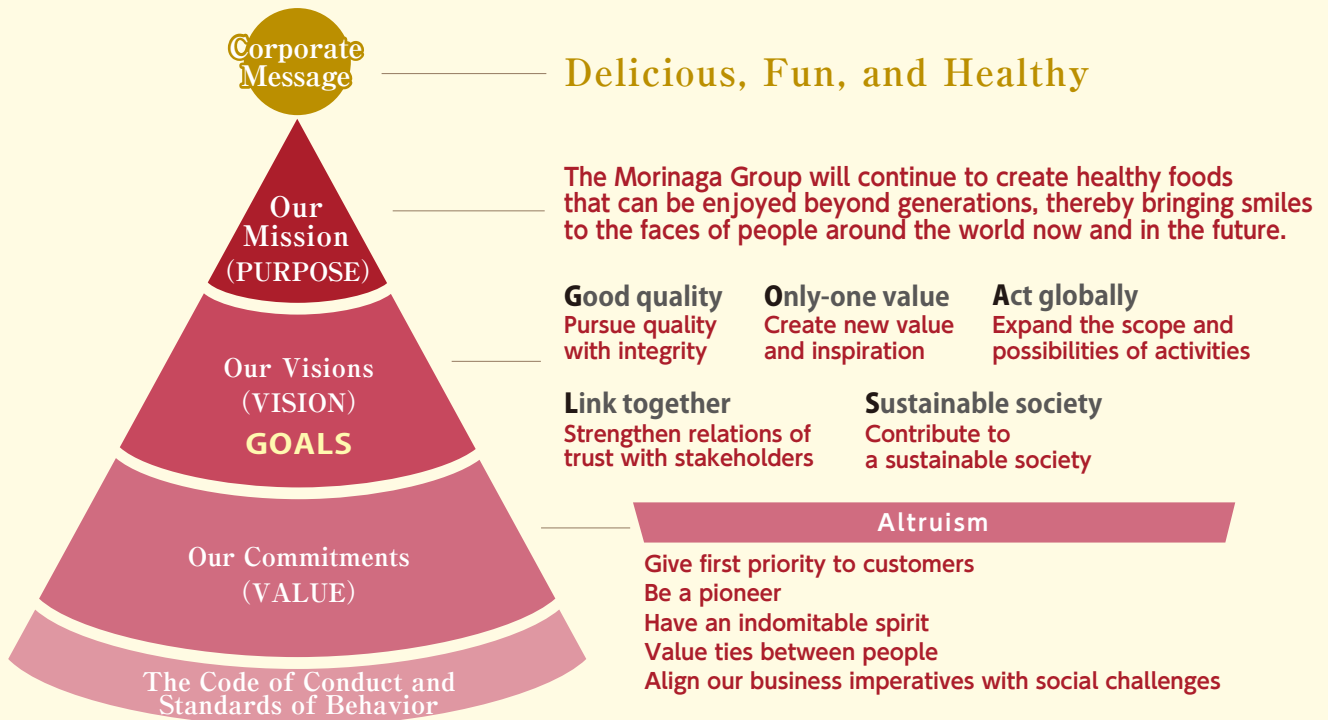 Corporate
Message
Delicious, Fun, and Healthy
Our
Mission
(PURPOSE)
The Morinaga Group will continue to create healthy foods
that can be enjoyed beyond generations, thereby bringing smiles
to the faces of people around the world now and in the future.
Our Visions
(VISION)
GOALS
Good quality
Pursue quality
with integrity
Only-one value
Create new value
and inspiration
Act globally
Expand the scope and
possibilities of activities
Link together
Strengthen relations of
trust with stakeholders
Sustainable society
Contribute to
a sustainable society
Our Commitments
(VALUE)
Altruism
Give first priority to customers
Be a pioneer
Have an indomitable spirit
Value ties between people
Align our business imperatives with social challenges
The Code of Conduct and
Standards of Behavior